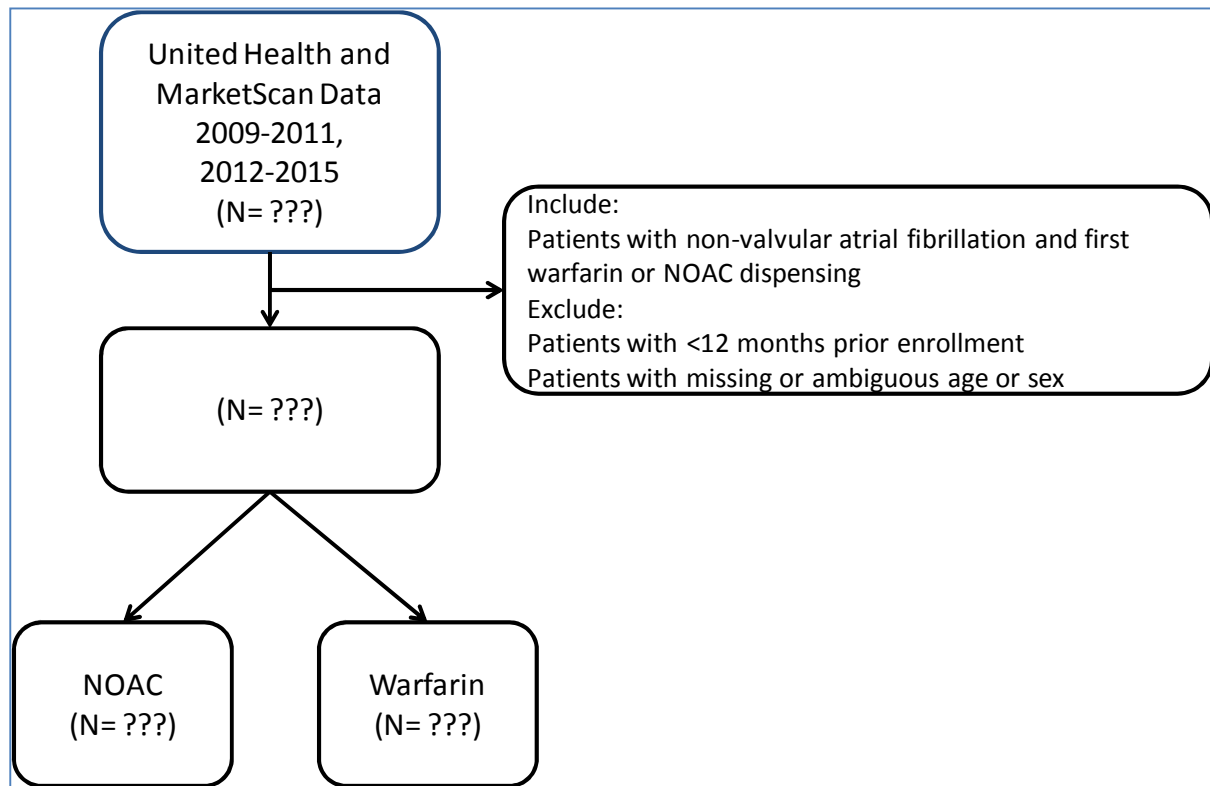 United Health and
MarketScan Data
2009-2011,
2012-2015
(N= ???)
Include:
Patients with non-valvular atrial fibrillation and first
warfarin or NOAC dispensing
Exclude:
Patients with <12 months prior enrollment
Patients with missing or ambiguous age or sex
(N= ???)
NOAC
(N= ???)
Warfarin
(N= ???)